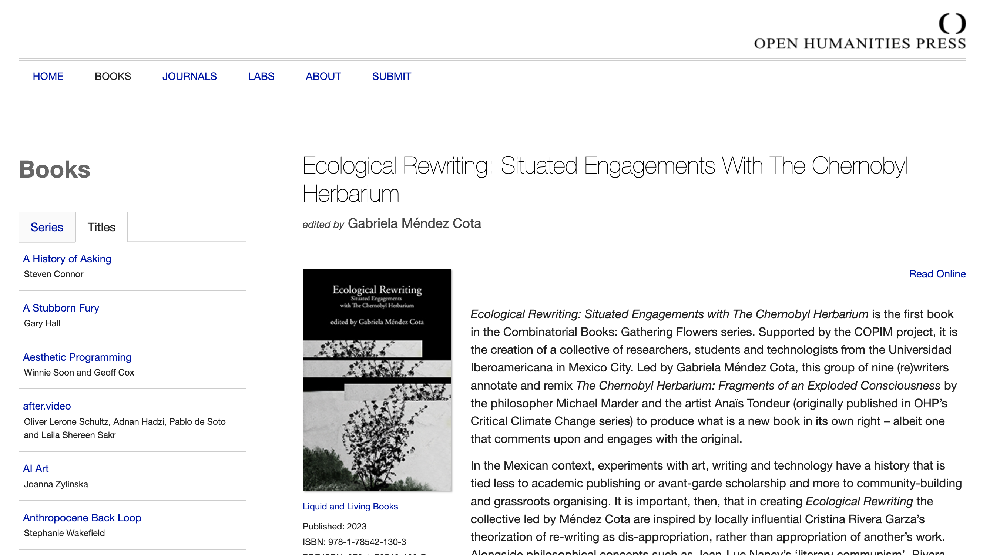 ( )
OPEN HUMANITIES PRESS
HOME BOOKS JOURNALS LABS ABOUT SUBMIT
Books
Series Titles
A History of Asking
Steven Connor
A Stubborn Fury
Gary Hall
Aesthetic Programming
Winnie Soon and Geoff Cox
after.video
Oliver Lerone Schultz, Adnan Hadzi, Pablo de Soto
and Laila Shereen Sakr
AI Art
Joanna Zylinska
Anthropocene Back Loop
Stephanie Wakefield
Ecological Rewriting: Situated Engagements With The Chernobyl
Herbarium
edited by Gabriela Méndez Cota
Ecological Rewriting
Situated Engagements
with The Chernobyl Herbarium
edited by Gabriela Méndez Cota
Liquid and Living Books
Published: 2023
ISBN: 978-1-78542-130-3
Read Online
Ecological Rewriting: Situated Engagements with The Chernobyl Herbarium is the first book
in the Combinatorial Books: Gathering Flowers series. Supported by the COPIM project, it is
the creation of a collective of researchers, students and technologists from the Universidad
Iberoamericana in Mexico City. Led by Gabriela Méndez Cota, this group of nine (re)writers
annotate and remix The Chernobyl Herbarium: Fragments of an Exploded Consciousness by
the philosopher Michael Marder and the artist Anaïs Tondeur (originally published in OHP’s
Critical Climate Change series) to produce what is a new book in its own right – albeit one
that comments upon and engages with the original.
In the Mexican context, experiments with art, writing and technology have a history that is
tied less to academic publishing or avant-garde scholarship and more to community-building
and grassroots organising. It is important, then, that in creating Ecological Rewriting the
collective led by Méndez Cota are inspired by locally influential Cristina Rivera Garza’s
theorization of re-writing as dis-appropriation, rather than appropriation of another’s work.
Alongside philosophical concepts such as Jean-Luc Nancy’s ‘literary communism’, Rivera